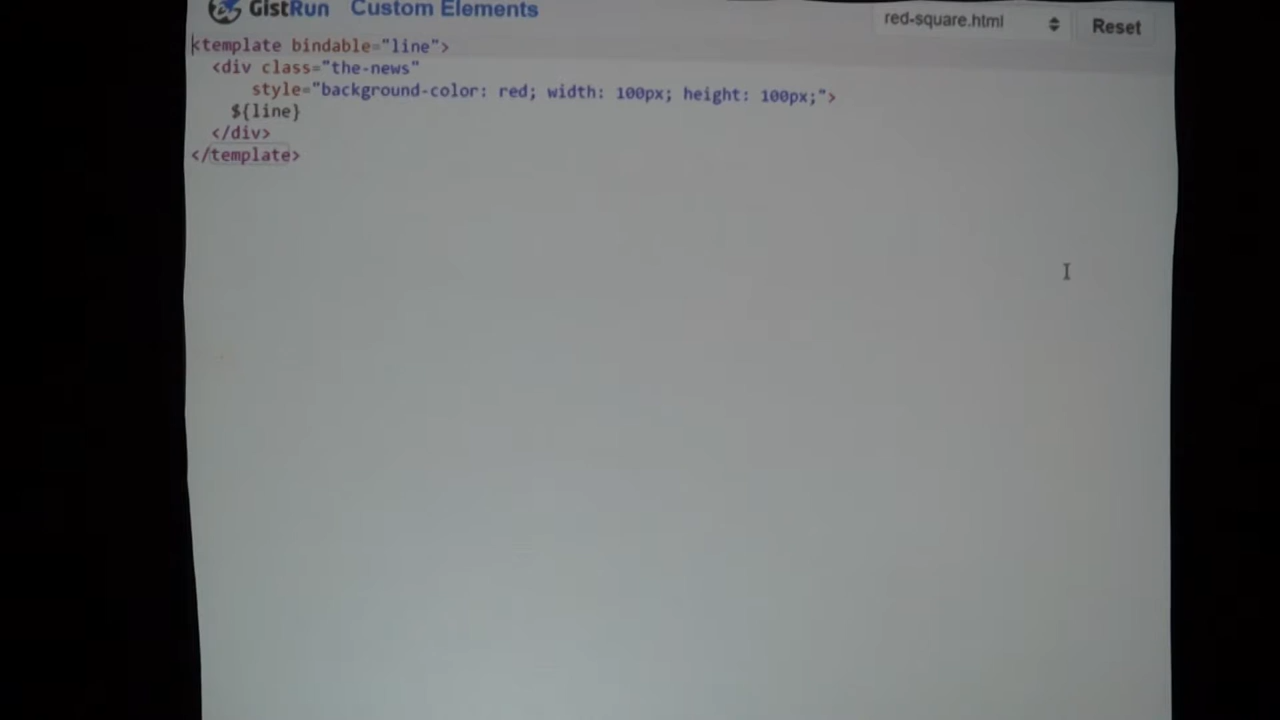 GistRun Custom Elements red-square.html Reset
<template bindable="line">
<div class="the-news"
style="background-color: red; width: 100px; height: 100px;">
${line}
</div>
</template>